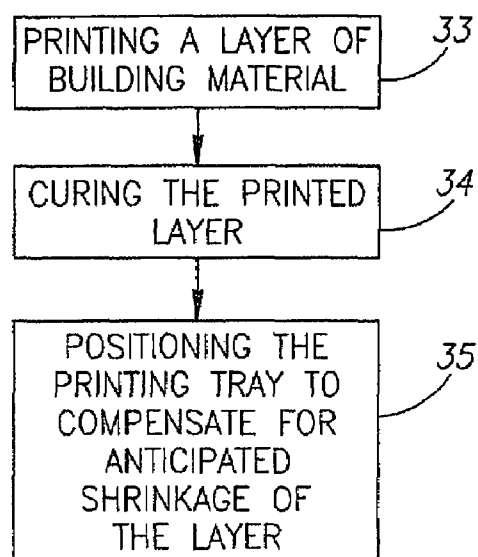 PRINTING A LAYER OF
BUILDING MATERIAL
33
CURING THE PRINTED
LAYER
34
POSITIONING THE
PRINTING TRAY TO
COMPENSATE FOR
ANTICIPATED
SHRINKAGE OF
THE LAYER
35